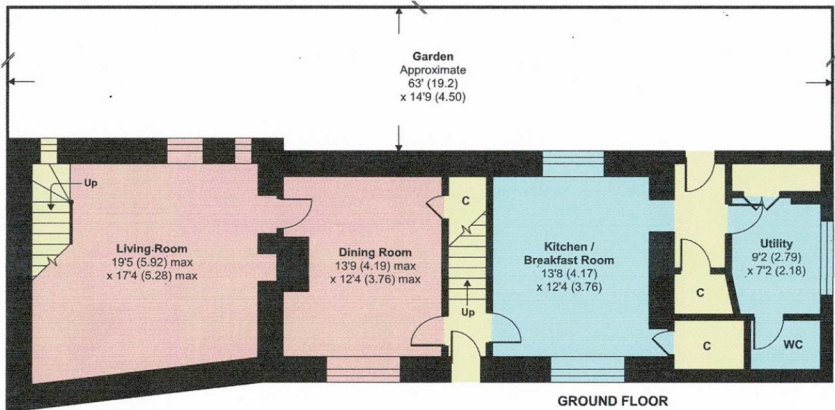 Garden
Approximate
63' (19.2)
x 14'9 (4.50)
Up
Living Room
19'5 (5.92) max
x 17'4 (5.28) max
Dining Room
13'9 (4.19) max
x 12'4 (3.76) max
C
Up
Kitchen /
Breakfast Room
13'8 (4.17)
x 12'4 (3.76)
Utility
9'2 (2.79)
x 7'2 (2.18)
C
C
WC
GROUND FLOOR